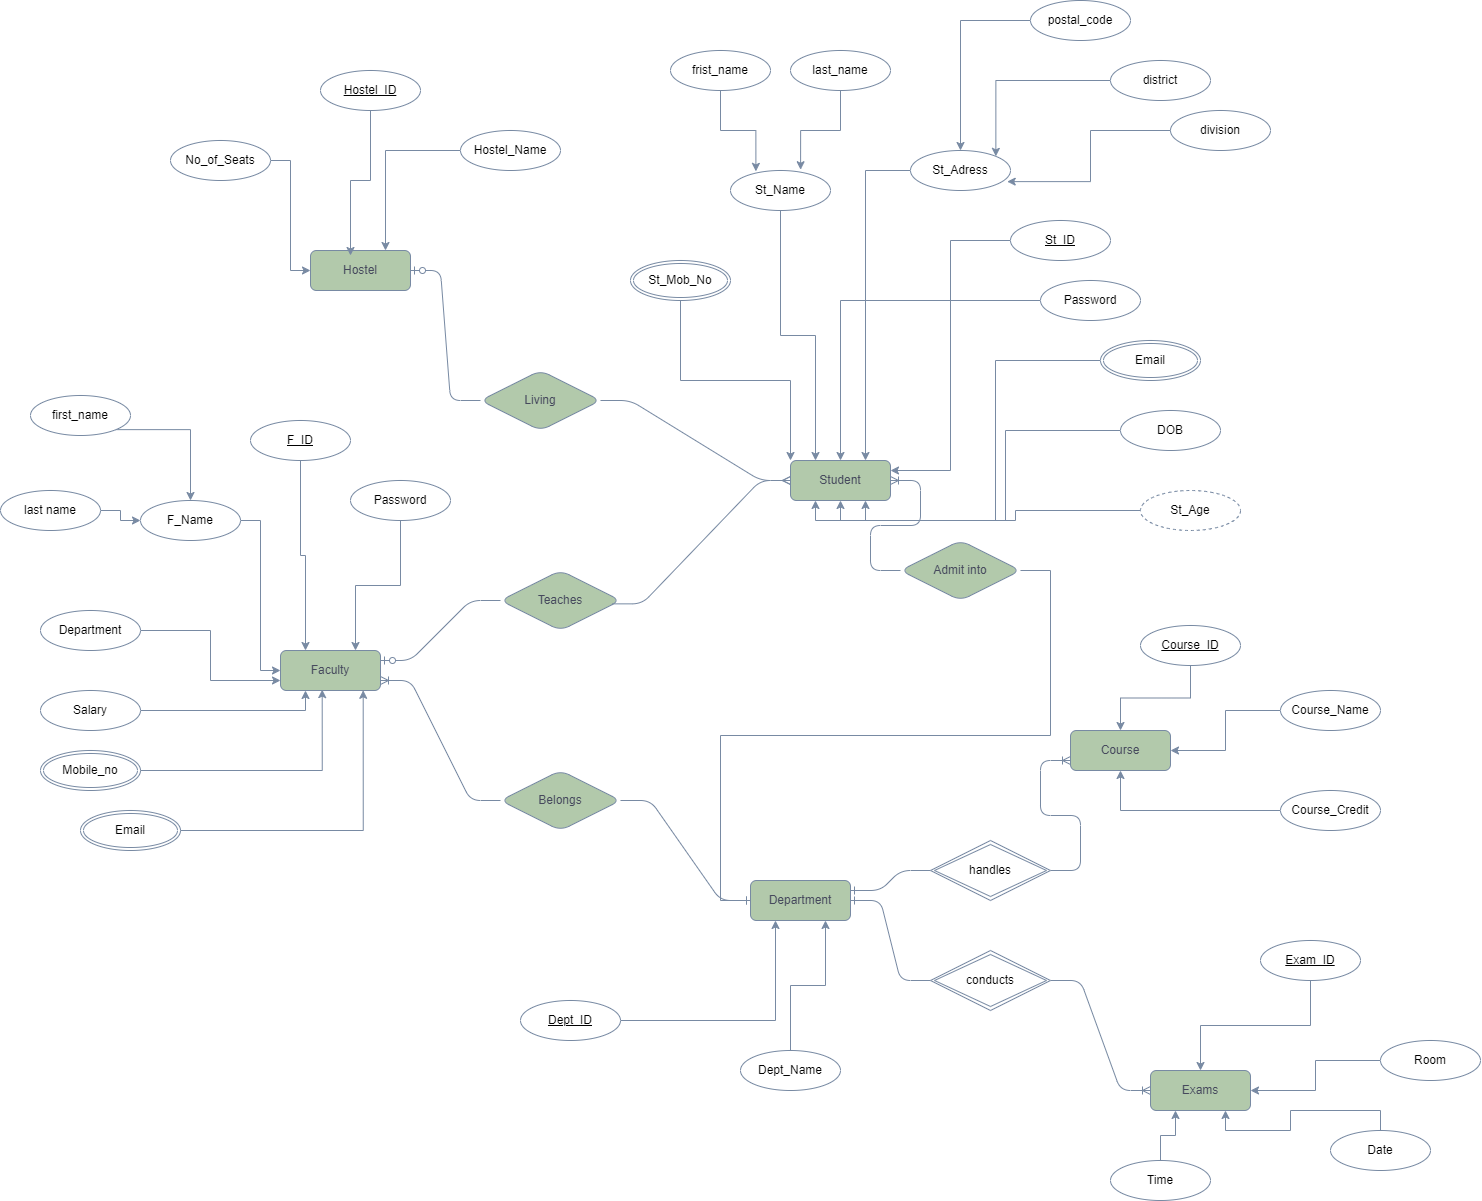 postal_code
frist_name
last_name
district
Hostel_ID
division
Hostel_Name
No_of_Seats
St_Adress
St_Name
St_ID
Hostel
St_Mob_No
Password
Email
Living
first_name
DOB
F_ID
Student
Password
last name
F_Name
St_Age
Admit into
Teaches
Department
Course_ID
Faculty
Salary
Course_Name
Course
Mobile_no
Belongs
Course_Credit
Email
handles
Department
Exam_ID
conducts
Dept_ID
Room
Dept_Name
Exams
Date
Time